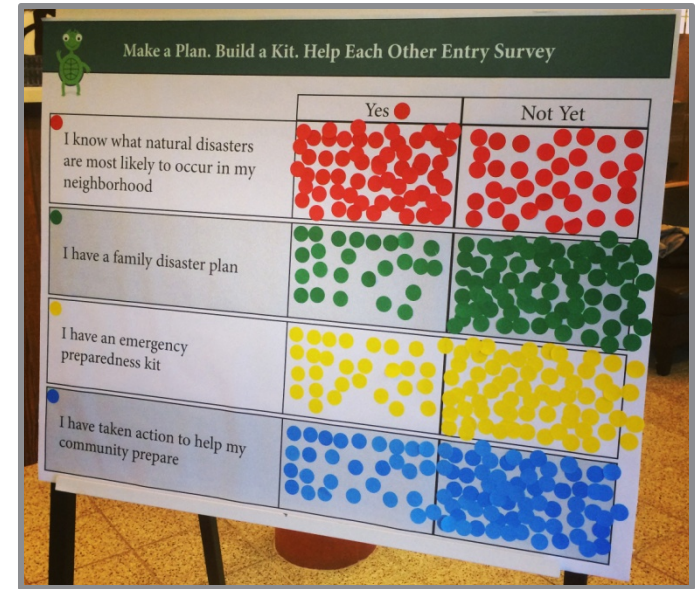 Make a Plan. Build a Kit. Help Each Other Entry Survey
Yes
Not Yet
I know what natural disasters
are most likely to occur in my
neighborhood
I have a family disaster plan
I have an emergency
preparedness kit
I have taken action to help my
community prepare